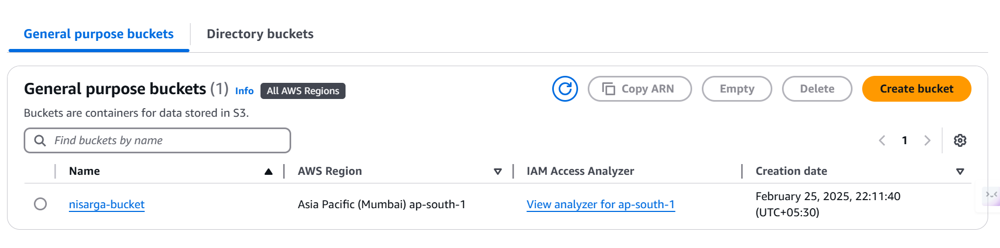 General purpose buckets
Directory buckets
General purpose buckets (1) Info All AWS Regions
Copy ARN
Empty
Delete
Create bucket
Buckets are containers for data stored in S3.
Find buckets by name
1
Name
AWS Region
IAM Access Analyzer
Creation date
nisarga-bucket
Asia Pacific (Mumbai) ap-south-1
View analyzer for ap-south-1
February 25, 2025, 22:11:40
(UTC+05:30)